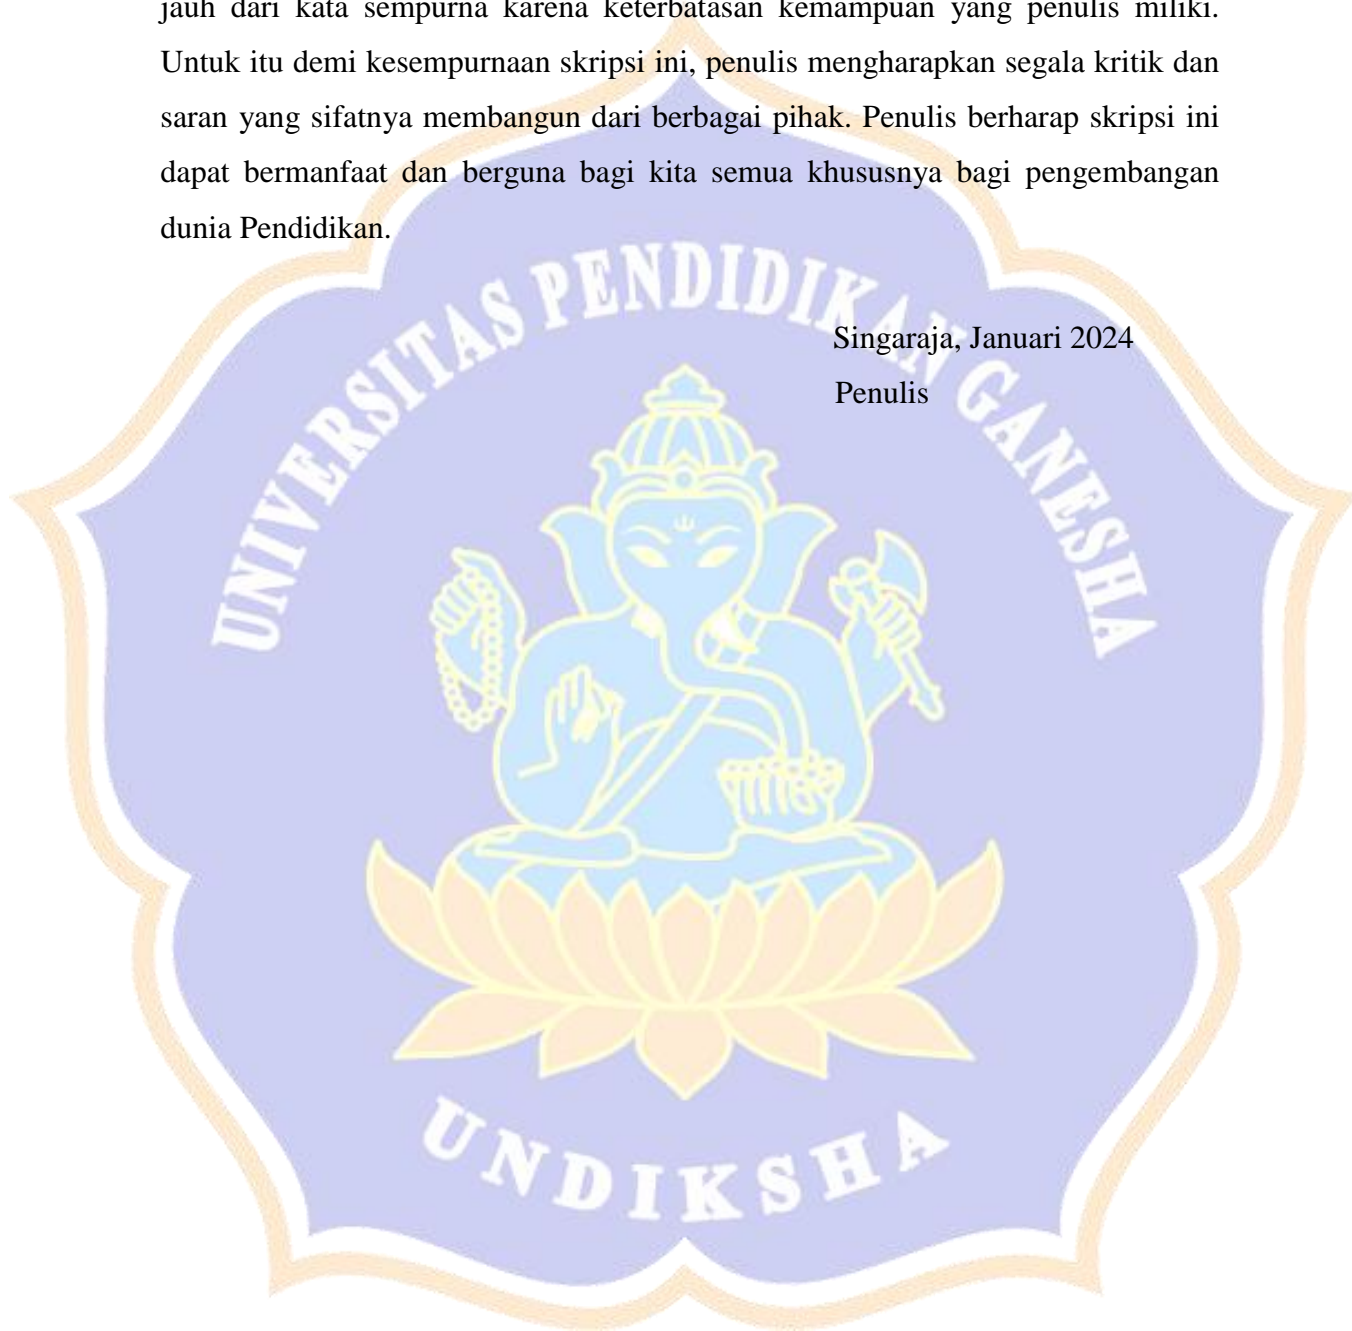 jauh dari kata sempurna karena keterbatasan kemampuan yang penulis miliki.
Untuk itu demi kesempurnaan skripsi ini, penulis mengharapkan segala kritik dan
saran yang sifatnya membangun dari berbagai pihak. Penulis berharap skripsi ini
dapat bermanfaat dan berguna bagi kita semua khususnya bagi pengembangan
dunia Pendidikan.
UNIVERSITAS PENDIDIKAN GANESHA
Singaraja, Januari 2024
Penulis
UNDIKSHA